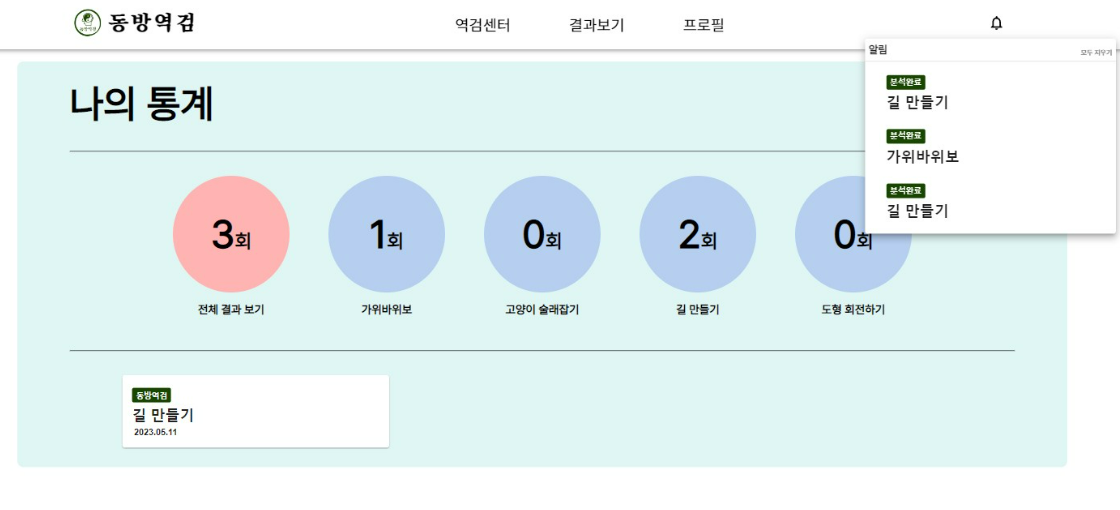 동방역검
역검센터 결과보기 프로필
알림 모두 지우기
분석완료
길 만들기
분석완료
가위바위보
분석완료
길 만들기
나의 통계
3회 1회 0회 2회 0회
전체 결과 보기 가위바위보 고양이 술래잡기 길 만들기 도형 회전하기
동방역검
길 만들기
2023.05.11